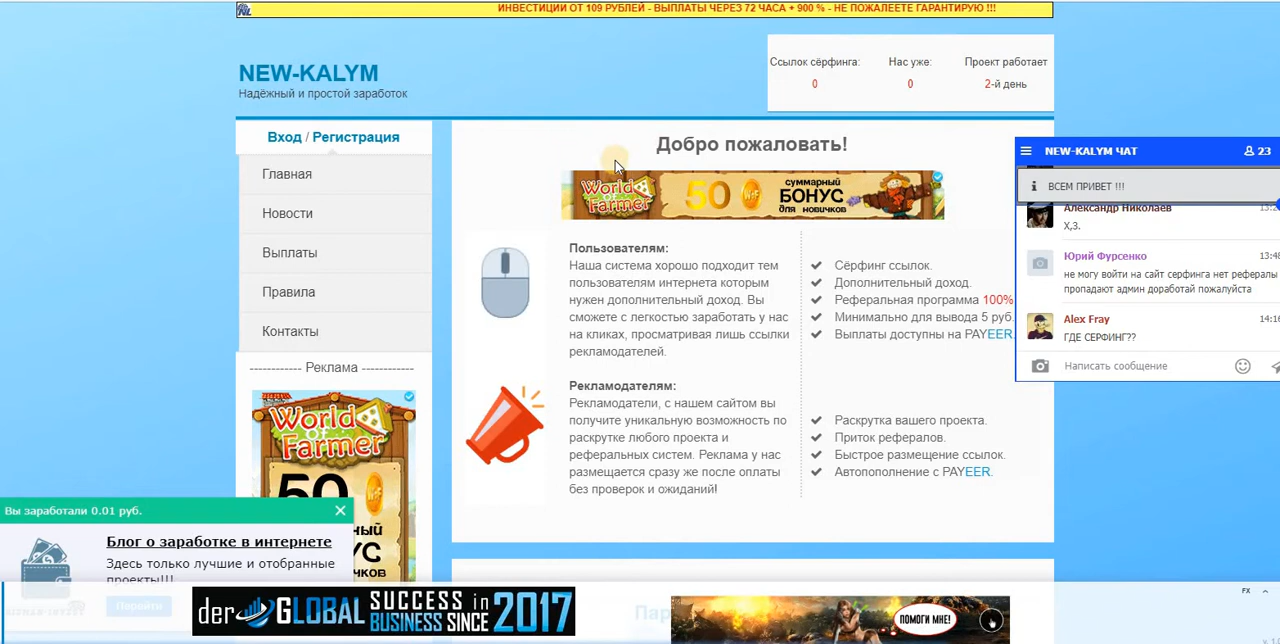 NL
ИНВЕСТИЦИИ ОТ 109 РУБЛЕЙ - ВЫПЛАТЫ ЧЕРЕЗ 72 ЧАСА + 900 % - НЕ ПОЖАЛЕЕТЕ ГАРАНТИРУЮ !!!
NEW-KALYM
Надёжный и простой заработок
Ссылок сёрфинга: Нас уже: Проект работает
0 0 2-й день
Вход / Регистрация
Главная
Новости
Выплаты
Правила
Контакты
------------ Реклама ------------
World of Farmer
50
Добро пожаловать!
World of Farmer 50 суммарный БОНУС для новичков
Пользователям:
Наша система хорошо подходит тем
пользователям интернета которым
нужен дополнительный доход. Вы
сможете с легкостью заработать у нас
на кликах, просматривая лишь ссылки
рекламодателей.
Сёрфинг ссылок.
Дополнительный доход.
Реферальная программа 100%
Минимально для вывода 5 руб.
Выплаты доступны на PAYEER.
Рекламодателям:
Рекламодатели, с нашем сайтом вы
получите уникальную возможность по
раскрутке любого проекта и
реферальных систем. Реклама у нас
размещается сразу же после оплаты
без проверок и ожиданий!
Раскрутка вашего проекта.
Приток рефералов.
Быстрое размещение ссылок.
Автопополнение с PAYEER.
NEW-KALYM ЧАТ 23
ВСЕМ ПРИВЕТ !!!
Александр Николаев
Х,З.
Юрий Фурсенко 13:48
не могу войти на сайт серфинга нет рефералы
пропадают админ доработай пожалуйста
Alex Fray 14:16
ГДЕ СЕРФИНГ??
Написать сообщение
Вы заработали 0.01 руб.
Блог о заработке в интернете
Здесь только лучшие и отобранные
проекты!!!
Перейти
der GLOBAL SUCCESS in BUSINESS SINCE 2017
ПОМОГИ МНЕ!
FX